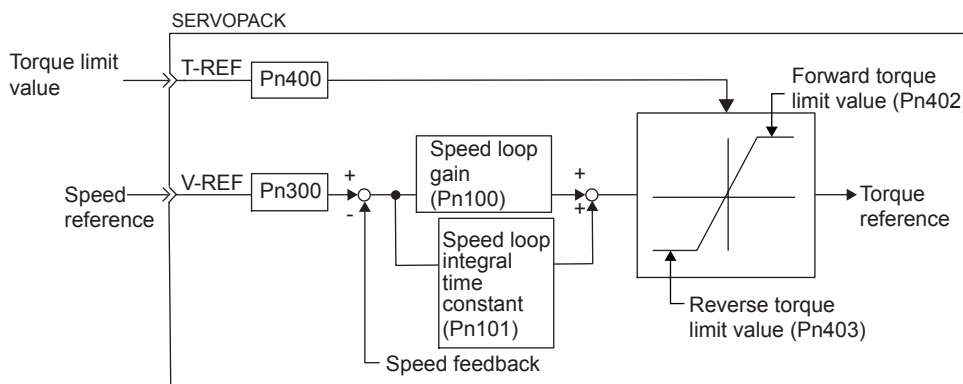 SERVOPACK
Torque limit
value
T-REF
Pn400
Forward torque
limit value (Pn402)
Speed
reference
V-REF
Pn300
+
-
Speed loop
gain
(Pn100)
+
+
Speed loop
integral
time
constant
(Pn101)
Torque
reference
Reverse torque
limit value (Pn403)
Speed feedback